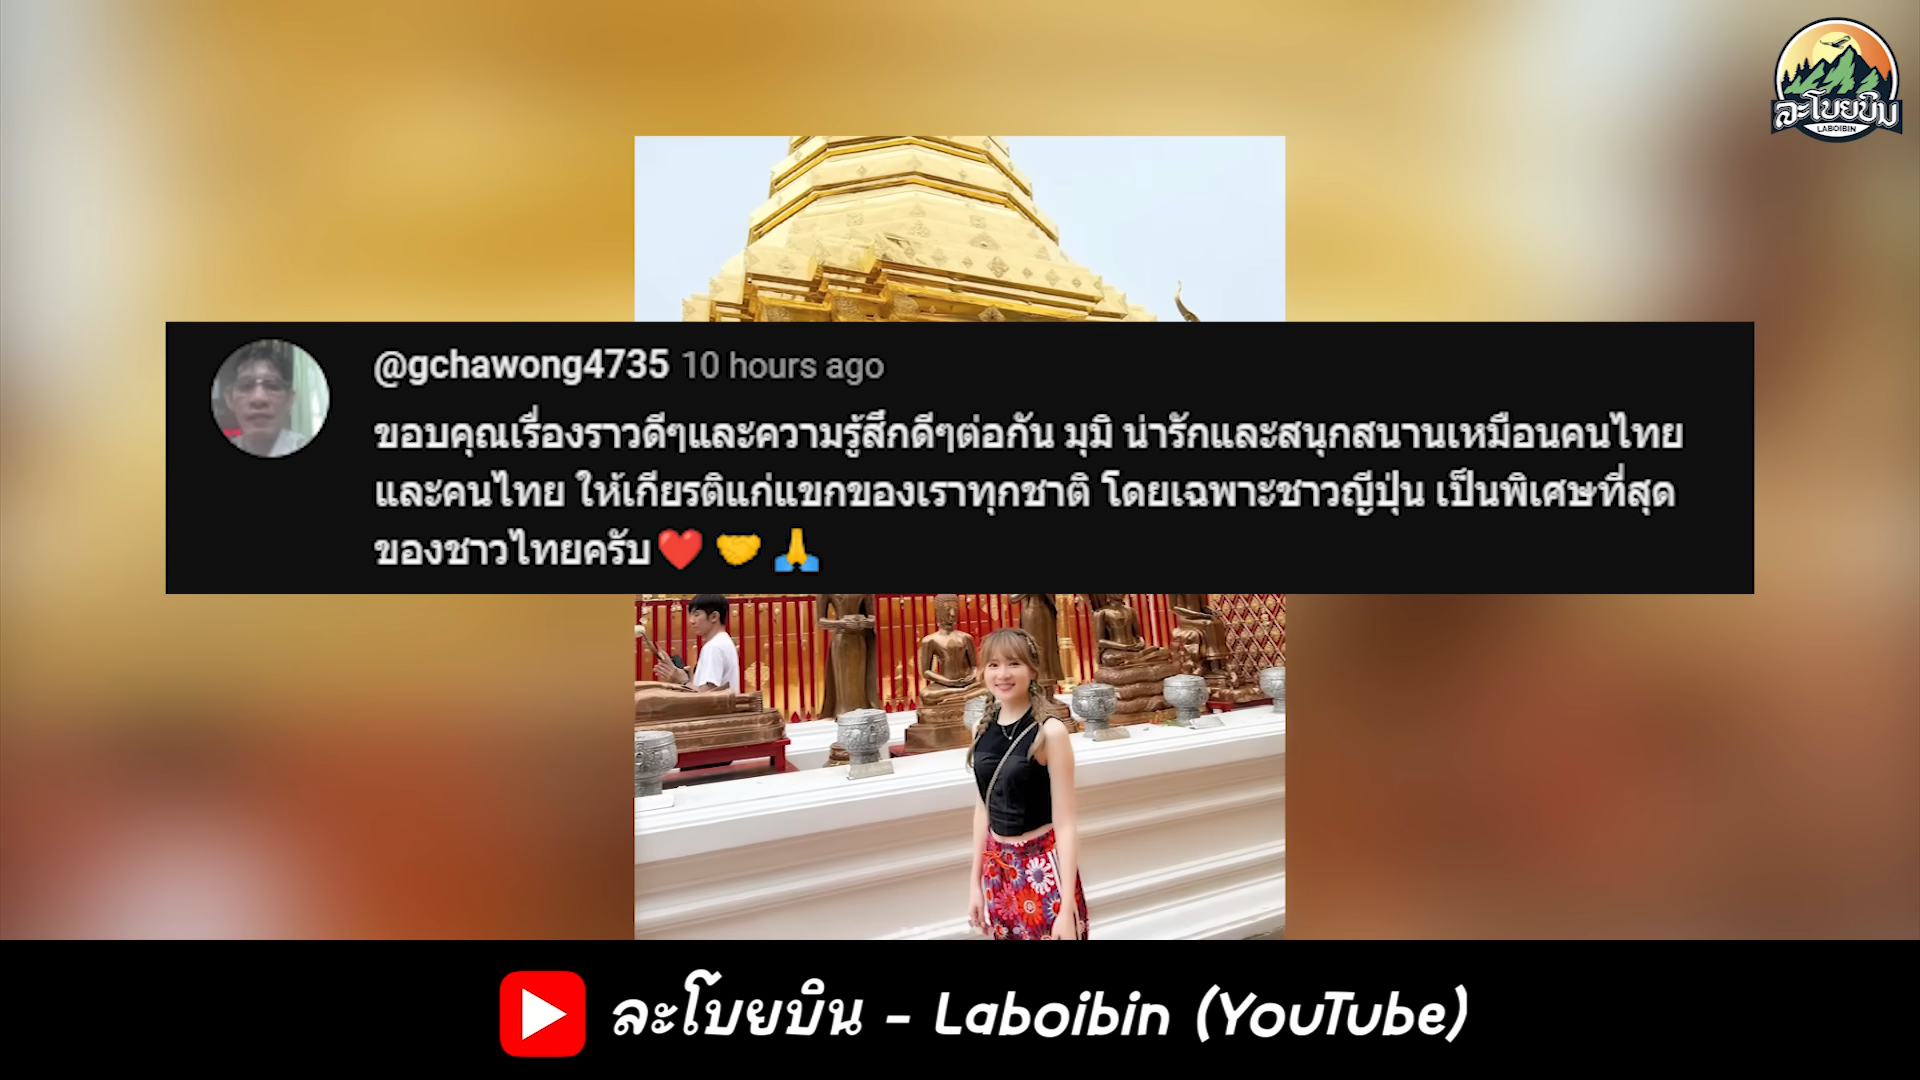 ละโบยบิน
LABOIBIN
@gchawong4735 10 hours ago
ขอบคุณเรื่องราวดีๆและความรู้สึกดีๆต่อกัน มุมิ น่ารักและสนุกสนานเหมือนคนไทย
และคนไทย ให้เกียรติแก่แขกของเราทุกชาติ โดยเฉพาะชาวญี่ปุ่น เป็นพิเศษที่สุด
ของชาวไทยครับ❤️ 🤝 🙏
ละโบยบิน - Laboibin (YouTube)